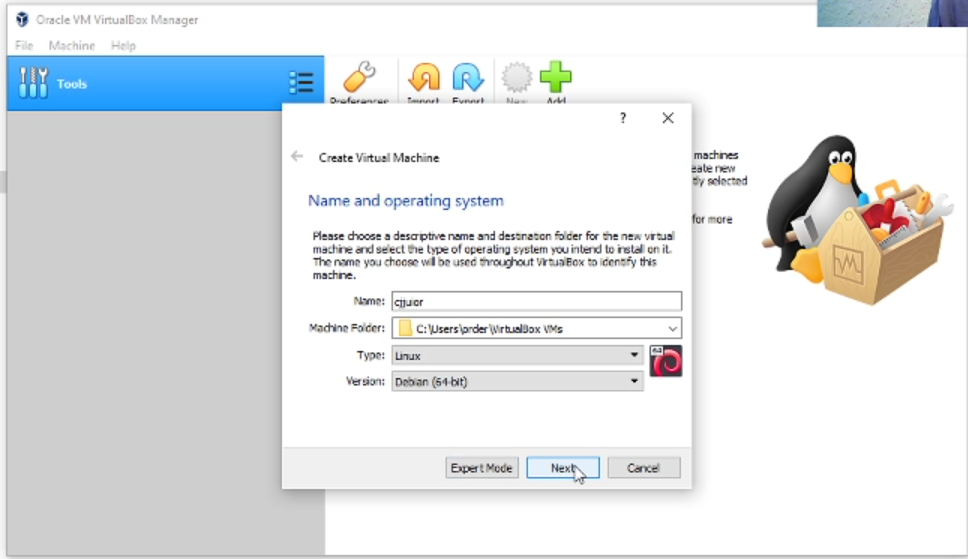 Oracle VM VirtualBox Manager
File Machine Help
Tools
Preferences Import Export New Add
machines
eate new
tly selected
for more
? ×
Create Virtual Machine
Name and operating system
Please choose a descriptive name and destination folder for the new virtual
machine and select the type of operating system you intend to install on it.
The name you choose will be used throughout VirtualBox to identify this
machine.
Name: cjjuior
Machine Folder: C:\Users\prder\VirtualBox VMs
Type: Linux
64
Version: Debian (64-bit)
Expert Mode Next Cancel